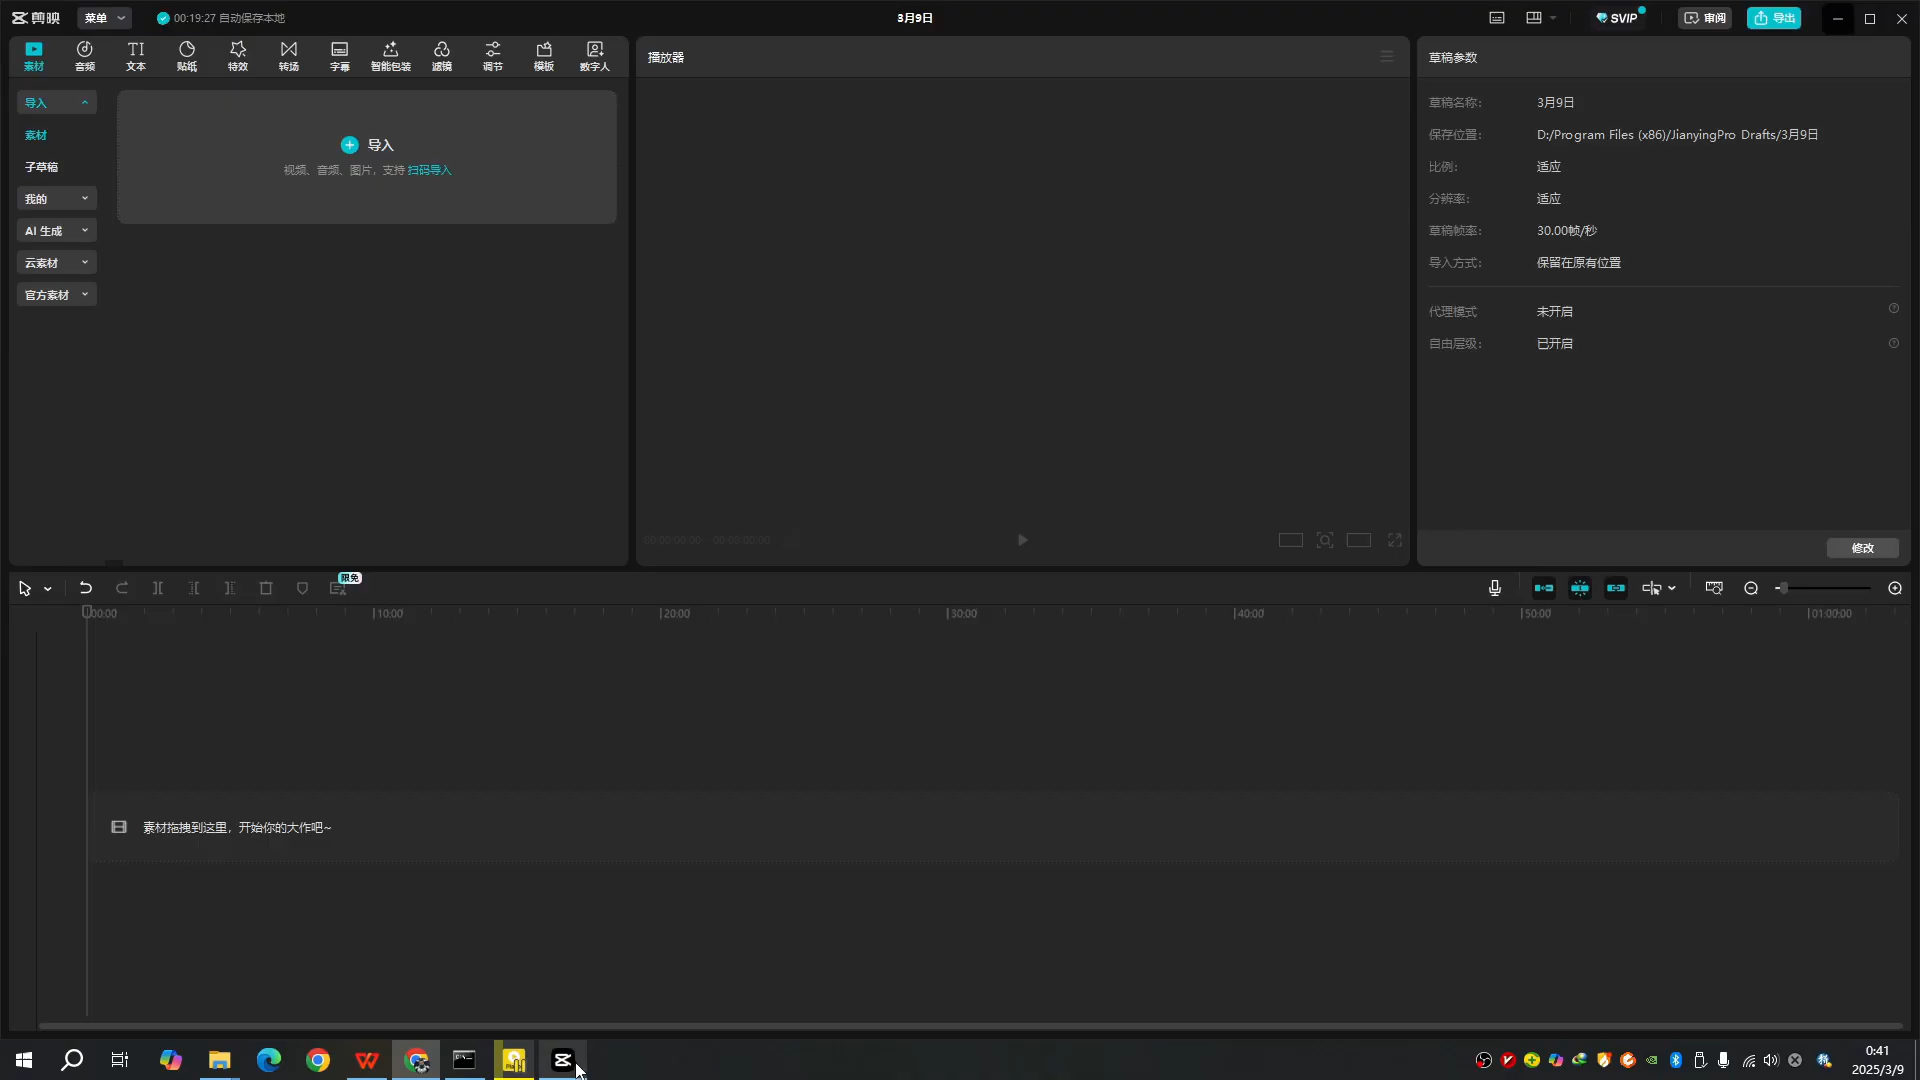 剪映
菜单
00:19:27 自动保存本地
3月9日
SVIP
审阅
导出
素材
音频
文本
贴纸
特效
转场
字幕
智能包装
滤镜
调节
模板
数字人
导入
素材
子草稿
我的
AI 生成
云素材
官方素材
导入
视频、音频、图片，支持 扫码导入
播放器
00:00:00:00 00:00:00:00
草稿参数
草稿名称： 3月9日
保存位置： D:/Program Files (x86)/JianyingPro Drafts/3月9日
比例： 适应
分辨率： 适应
草稿帧率： 30.00帧/秒
导入方式： 保留在原有位置
代理模式 未开启
自由层级： 已开启
修改
限免
00:00 10:00 20:00 30:00 40:00 50:00 01:00:00
素材拖拽到这里，开始你的大作吧~
0:41
2025/3/9